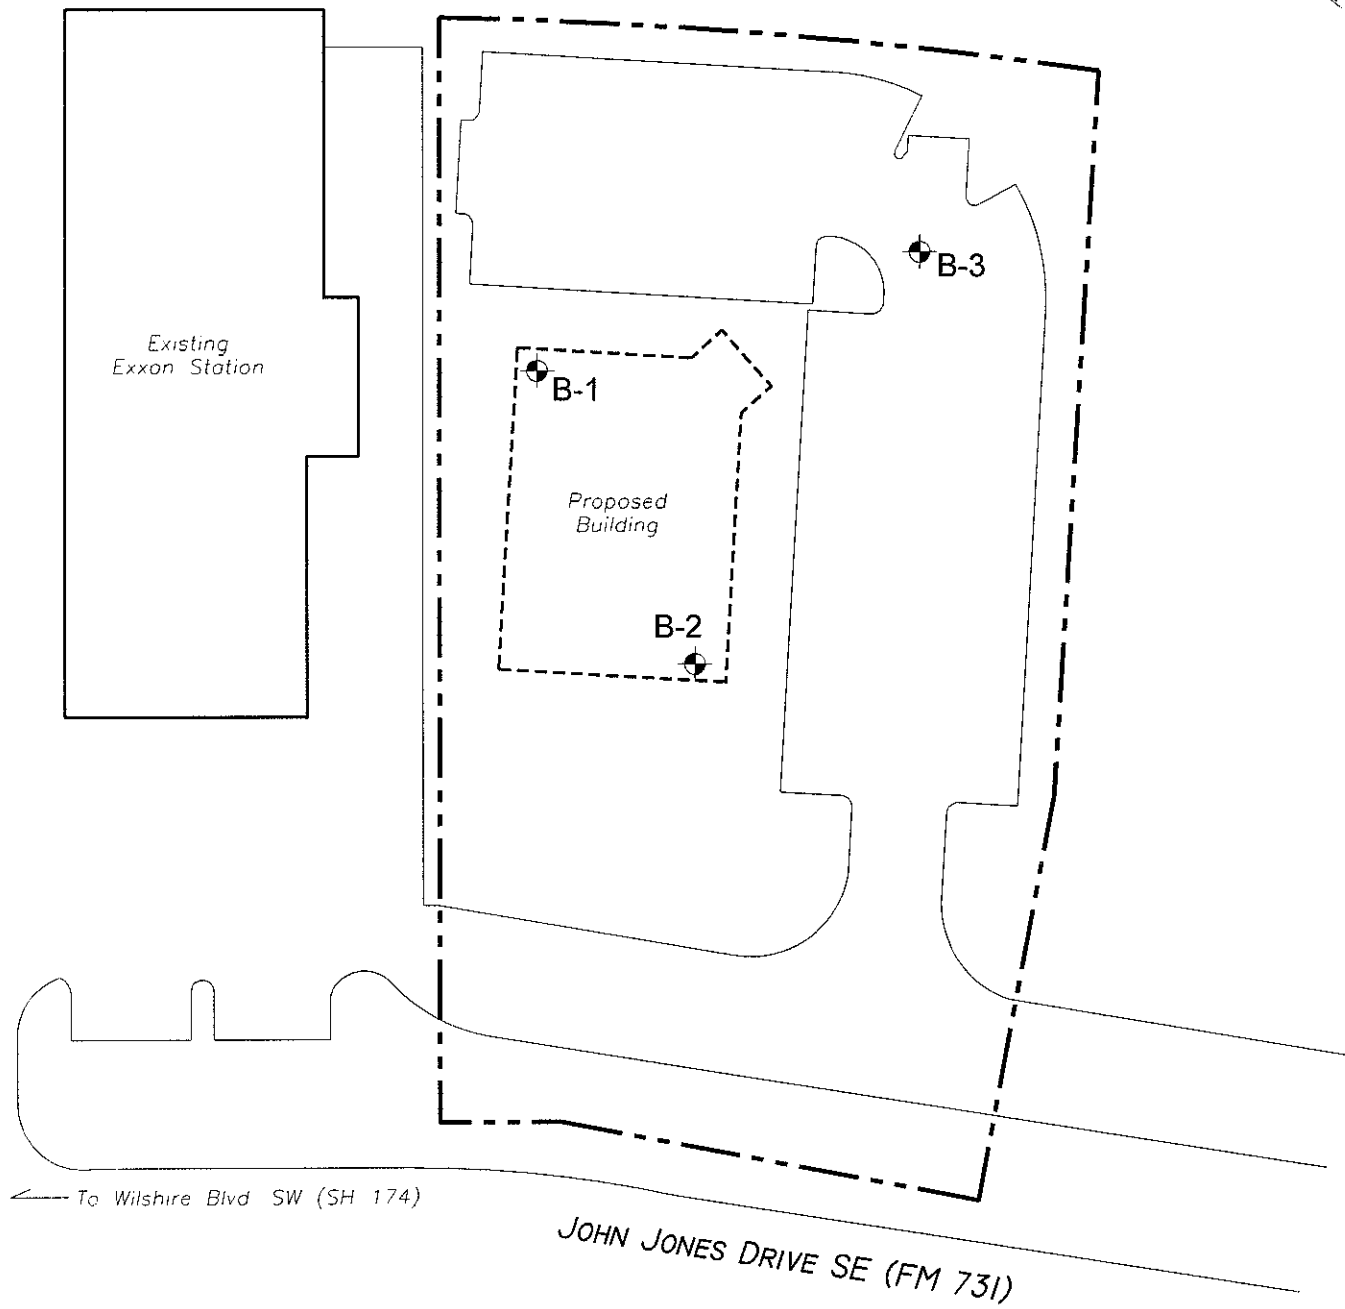 B-3
Existing
Exxon Station
B-1
Proposed
Building
B-2
To Wilshire Blvd SW (SH 174)
JOHN JONES DRIVE SE (FM 731)